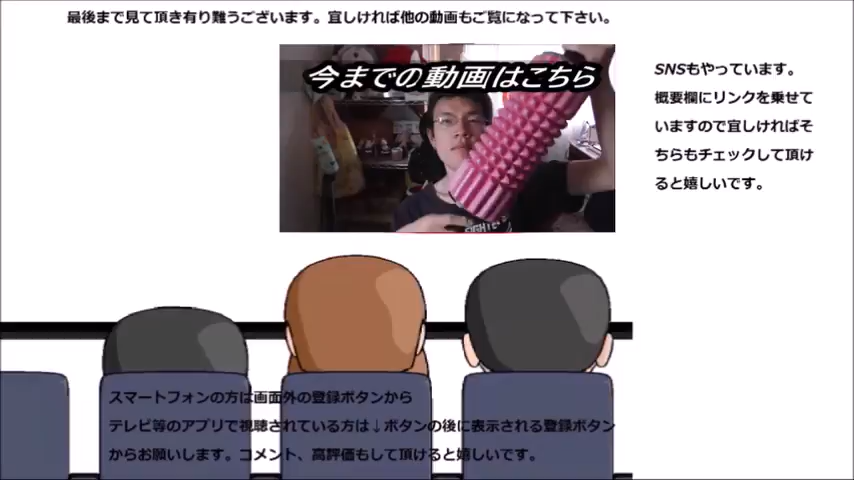 最後まで見て頂き有り難うございます。宜しければ他の動画もご覧になって下さい。
今までの動画はこちら
SNSもやっています。
概要欄にリンクを乗せて
いますので宜しければそ
ちらもチェックして頂け
ると嬉しいです。
スマートフォンの方は画面外の登録ボタンから
テレビ等のアプリで視聴されている方は↓ボタンの後に表示される登録ボタン
からお願いします。コメント、高評価もして頂けると嬉しいです。